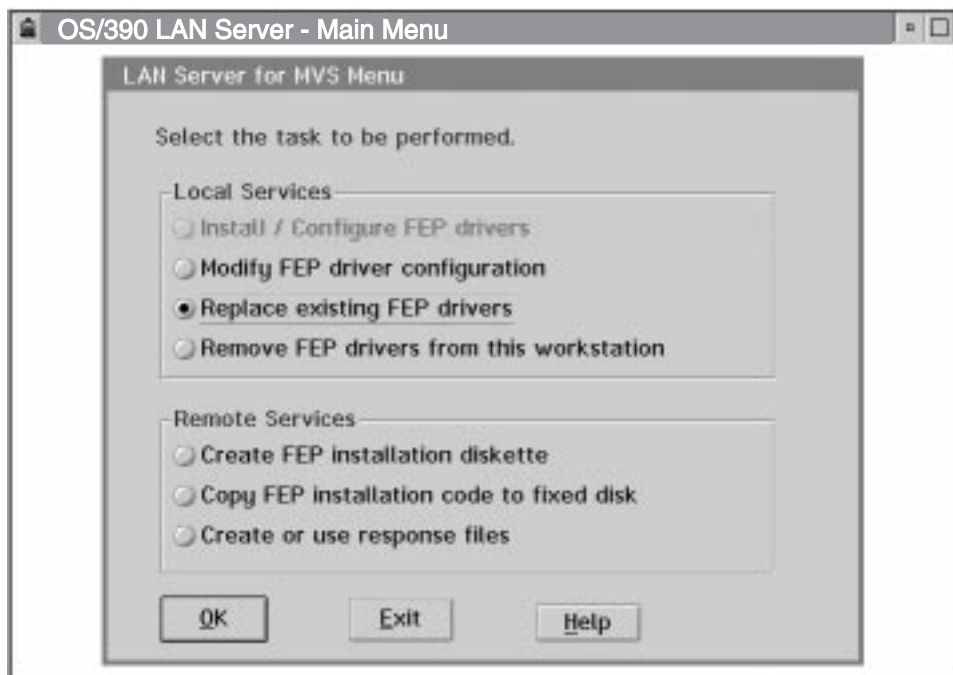 OS/390 LAN Server - Main Menu
LAN Server for MVS Menu
Select the task to be performed.
Local Services
Install / Configure FEP drivers
Modify FEP driver configuration
Replace existing FEP drivers
Remove FEP drivers from this workstation
Remote Services
Create FEP installation diskette
Copy FEP installation code to fixed disk
Create or use response files
OK
Exit
Help